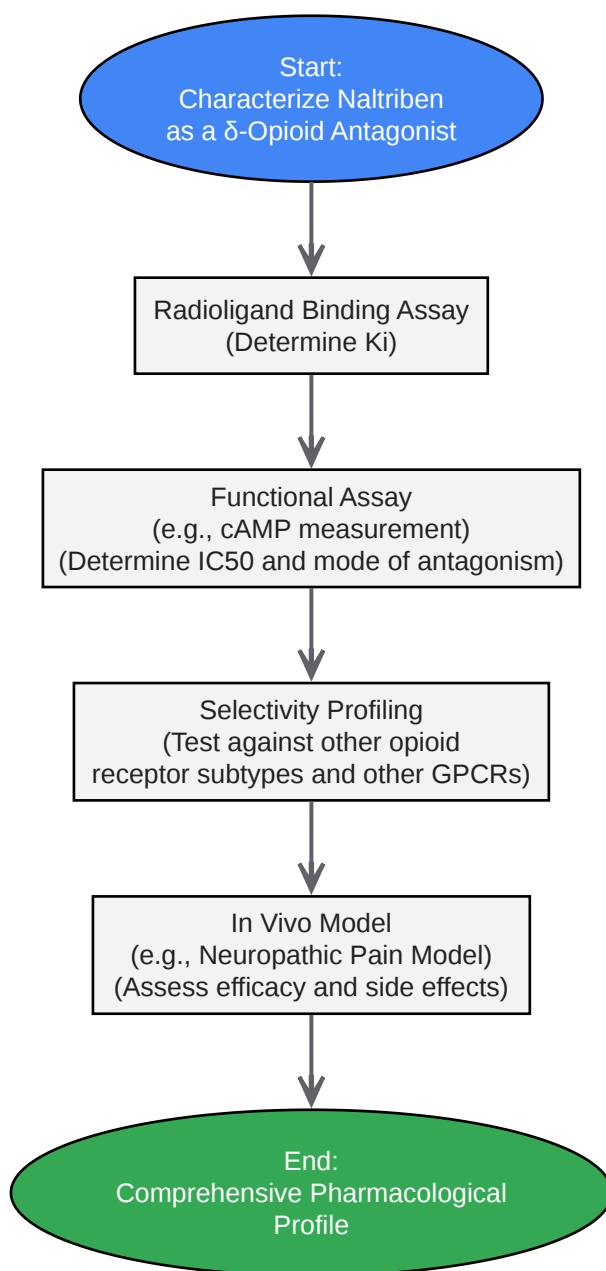 Start:
Characterize Naltriben
as a δ-Opioid Antagonist
Radioligand Binding Assay
(Determine Ki)
Functional Assay
(e.g., cAMP measurement)
(Determine IC50 and mode of antagonism)
Selectivity Profiling
(Test against other opioid
receptor subtypes and other GPCRs)
In Vivo Model
(e.g., Neuropathic Pain Model)
(Assess efficacy and side effects)
End:
Comprehensive Pharmacological
Profile